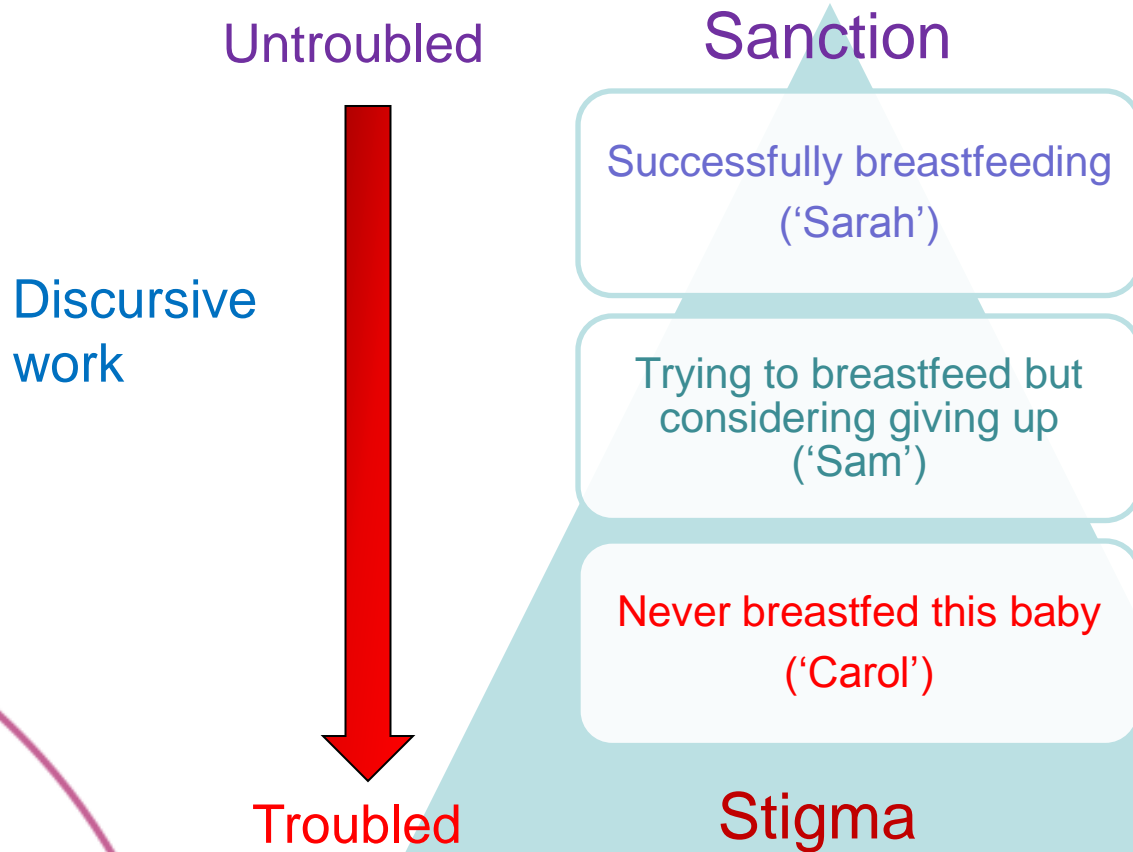 Untroubled
Sanction
Successfully breastfeeding
(‘Sarah’)
Discursive
work
Trying to breastfeed but
considering giving up
(‘Sam’)
Never breastfed this baby
(‘Carol’)
Troubled
Stigma